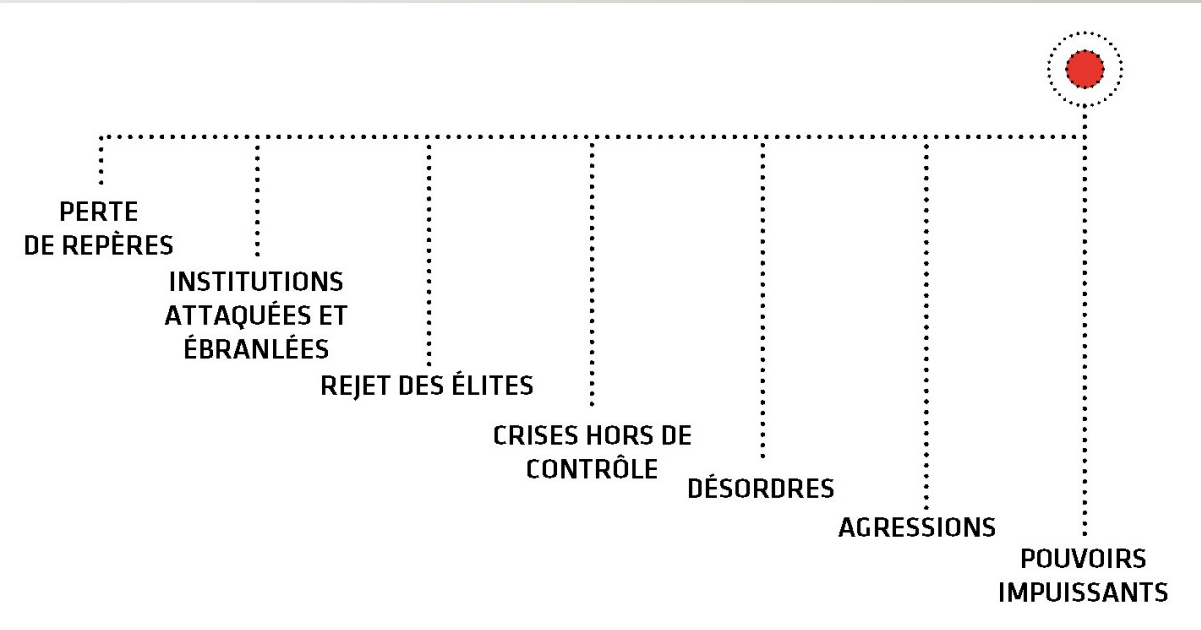 PERTE
DE REPÈRES
INSTITUTIONS
ATTAQUÉES ET
ÉBRANLÉES
REJET DES ÉLITES
CRISES HORS DE
CONTRÔLE
DÉSORDRES
AGRESSIONS
POUVOIRS
IMPUISSANTS